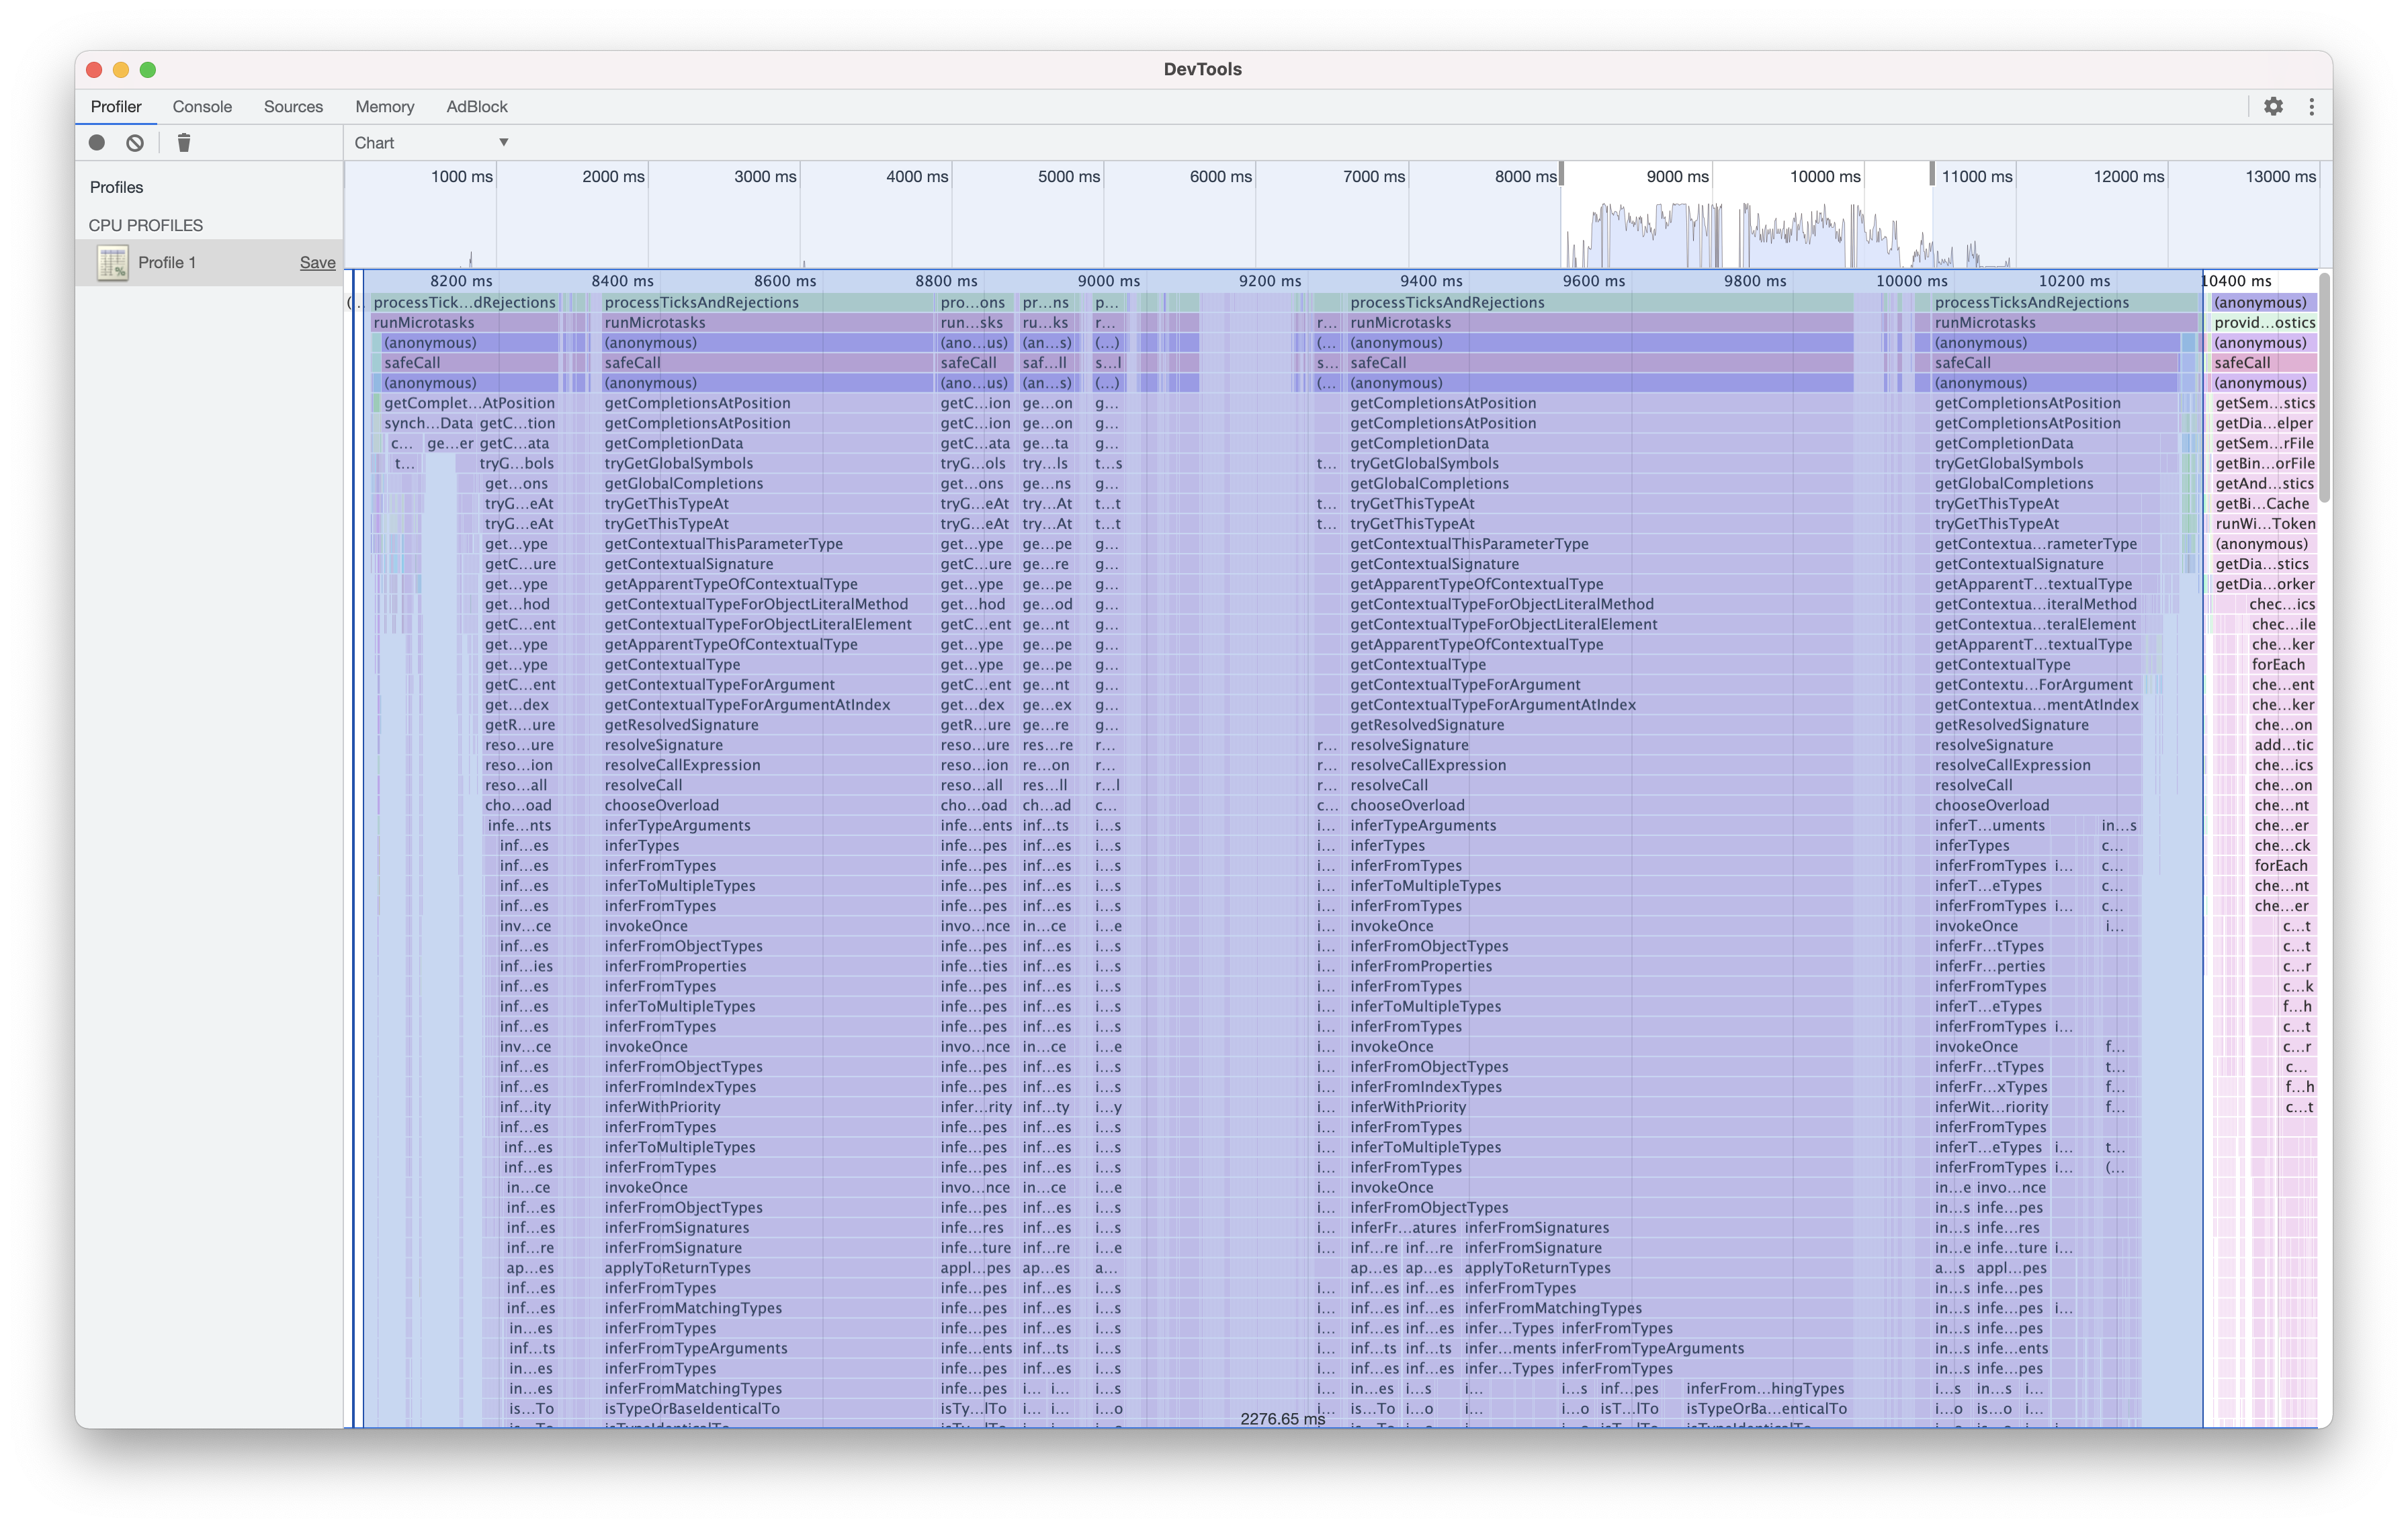 DevTools
Profiler Console Sources Memory AdBlock
Chart ▼
Profiles
CPU PROFILES
Profile 1 Save
1000 ms 2000 ms 3000 ms 4000 ms 5000 ms 6000 ms 7000 ms 8000 ms 9000 ms 10000 ms 11000 ms 12000 ms 13000 ms
8200 ms 8400 ms 8600 ms 8800 ms 9000 ms 9200 ms 9400 ms 9600 ms 9800 ms 10000 ms 10200 ms 10400 ms
(... processTick...dRejections processTicksAndRejections pro...ons pr...ns p... processTicksAndRejections processTicksAndRejections (anonymous)
runMicrotasks runMicrotasks run...sks ru...ks r... r... runMicrotasks runMicrotasks provid...ostics
(anonymous) (anonymous) (ano...us) (an...s) (...) (... (anonymous) (anonymous) (anonymous)
safeCall safeCall safeCall saf...ll s...l s... safeCall safeCall safeCall
(anonymous) (anonymous) (ano...us) (an...s) (...) (... (anonymous) (anonymous) (anonymous)
getComplet...AtPosition getCompletionsAtPosition getC...ion ge...on g... getCompletionsAtPosition getCompletionsAtPosition getSem...stics
synch...Data getC...tion getCompletionsAtPosition getC...ion ge...on g... getCompletionsAtPosition getCompletionsAtPosition getDia...elper
c... ge...er getC...ata getCompletionData getC...ata ge...ta g... getCompletionData getCompletionData getSem...rFile
t... tryG...bols tryGetGlobalSymbols tryG...ols try...ls t...s t... tryGetGlobalSymbols tryGetGlobalSymbols getBin...orFile
get...ons getGlobalCompletions get...ons ge...ns g... getGlobalCompletions getGlobalCompletions getAnd...stics
tryG...eAt tryGetThisTypeAt tryG...eAt try...At t...t t... tryGetThisTypeAt tryGetThisTypeAt getBi...Cache
tryG...eAt tryGetThisTypeAt tryG...eAt try...At t...t t... tryGetThisTypeAt tryGetThisTypeAt runWi...Token
get...ype getContextualThisParameterType get...ype ge...pe g... getContextualThisParameterType getContextua...rameterType (anonymous)
getC...ure getContextualSignature getC...ure ge...re g... getContextualSignature getContextualSignature getDia...stics
get...ype getApparentTypeOfContextualType get...ype ge...pe g... getApparentTypeOfContextualType getApparentT...textualType getDia...orker
get...hod getContextualTypeForObjectLiteralMethod get...hod ge...od g... getContextualTypeForObjectLiteralMethod getContextua...iteralMethod chec...ics
getC...ent getContextualTypeForObjectLiteralElement getC...ent ge...nt g... getContextualTypeForObjectLiteralElement getContextua...teralElement chec...ile
get...ype getApparentTypeOfContextualType get...ype ge...pe g... getApparentTypeOfContextualType getApparentT...textualType che...ker
get...ype getContextualType get...ype ge...pe g... getContextualType getContextualType forEach
getC...ent getContextualTypeForArgument getC...ent ge...nt g... getContextualTypeForArgument getContextu...ForArgument che...ent
get...dex getContextualTypeForArgumentAtIndex get...dex ge...ex g... getContextualTypeForArgumentAtIndex getContextua...mentAtIndex che...ker
getR...ure getResolvedSignature getR...ure ge...re g... getResolvedSignature getResolvedSignature che...on
reso...ure resolveSignature reso...ure res...re r... r... resolveSignature resolveSignature add...tic
reso...ion resolveCallExpression reso...ion re...on r... r... resolveCallExpression resolveCallExpression che...ics
reso...all resolveCall reso...all res...ll r...l r... resolveCall resolveCall che...on
cho...oad chooseOverload cho...oad ch...ad c... c... chooseOverload chooseOverload che...nt
infe...nts inferTypeArguments infe...ents inf...ts i...s i... inferTypeArguments inferT...uments in...s che...er
inf...es inferTypes infe...pes inf...es i...s i... inferTypes inferTypes c... che...ck
inf...es inferFromTypes infe...pes inf...es i...s i... inferFromTypes inferFromTypes i... c... forEach
inf...es inferToMultipleTypes infe...pes inf...es i...s i... inferToMultipleTypes inferT...eTypes c... che...nt
inf...es inferFromTypes infe...pes inf...es i...s i... inferFromTypes inferFromTypes i... c... che...er
inv...ce invokeOnce invo...nce in...ce i...e i... invokeOnce invokeOnce i... c...t
inf...es inferFromObjectTypes infe...pes inf...es i...s i... inferFromObjectTypes inferFr...tTypes c...t
inf...ies inferFromProperties infe...ties inf...es i...s i... inferFromProperties inferFr...perties c...r
inf...es inferFromTypes infe...pes inf...es i...s i... inferFromTypes inferFromTypes c...k
inf...es inferToMultipleTypes infe...pes inf...es i...s i... inferToMultipleTypes inferT...eTypes f...h
inf...es inferFromTypes infe...pes inf...es i...s i... inferFromTypes inferFromTypes i... c...t
inv...ce invokeOnce invo...nce in...ce i...e i... invokeOnce invokeOnce f... c...r
inf...es inferFromObjectTypes infe...pes inf...es i...s i... inferFromObjectTypes inferFr...tTypes t... c...
inf...es inferFromIndexTypes infe...pes inf...es i...s i... inferFromIndexTypes inferFr...xTypes f... f...h
inf...ity inferWithPriority infer...rity inf...ty i...y i... inferWithPriority inferWit...riority f... c...t
inf...es inferFromTypes infe...pes inf...es i...s i... inferFromTypes inferFromTypes
inf...es inferToMultipleTypes infe...pes inf...es i...s i... inferToMultipleTypes inferT...eTypes i... t...
inf...es inferFromTypes infe...pes inf...es i...s i... inferFromTypes inferFromTypes i... (...
in...ce invokeOnce invo...nce in...ce i...e i... invokeOnce in...e invo...nce
inf...es inferFromObjectTypes infe...pes inf...es i...s i... inferFromObjectTypes in...s infe...pes
inf...es inferFromSignatures infe...res inf...es i...s i... inferFr...atures inferFromSignatures in...s infe...res
inf...re inferFromSignature infe...ture inf...re i...e i... inf...re inf...re inferFromSignature in...e infe...ture i...
ap...es applyToReturnTypes appl...pes ap...es a... ap...es ap...es applyToReturnTypes a...s appl...pes
inf...es inferFromTypes infe...pes inf...es i...s i... inf...es inf...es inferFromTypes in...s infe...pes
inf...es inferFromMatchingTypes infe...pes inf...es i...s i... inf...es inf...es inferFromMatchingTypes in...s infe...pes i...
in...es inferFromTypes infe...pes inf...es i...s i... inf...es inf...es infer...Types inferFromTypes in...s infe...pes
inf...ts inferFromTypeArguments infe...ents inf...ts i...s i... inf...ts inf...ts infer...ments inferFromTypeArguments in...s infe...ents
in...es inferFromTypes infe...pes inf...es i...s i... inf...es inf...es infer...Types inferFromTypes in...s infe...pes
in...es inferFromMatchingTypes infe...pes i... i... i...s i... in...es i...s i... i...s inf...pes inferFrom...hingTypes i...s in...s i...
is...To isTypeOrBaseIdenticalTo isTy...lTo i... i... i...o 2276.65 ms i... is...To i...o i... i...o isT...lTo isTypeOrBa...enticalTo i...o is...o i...